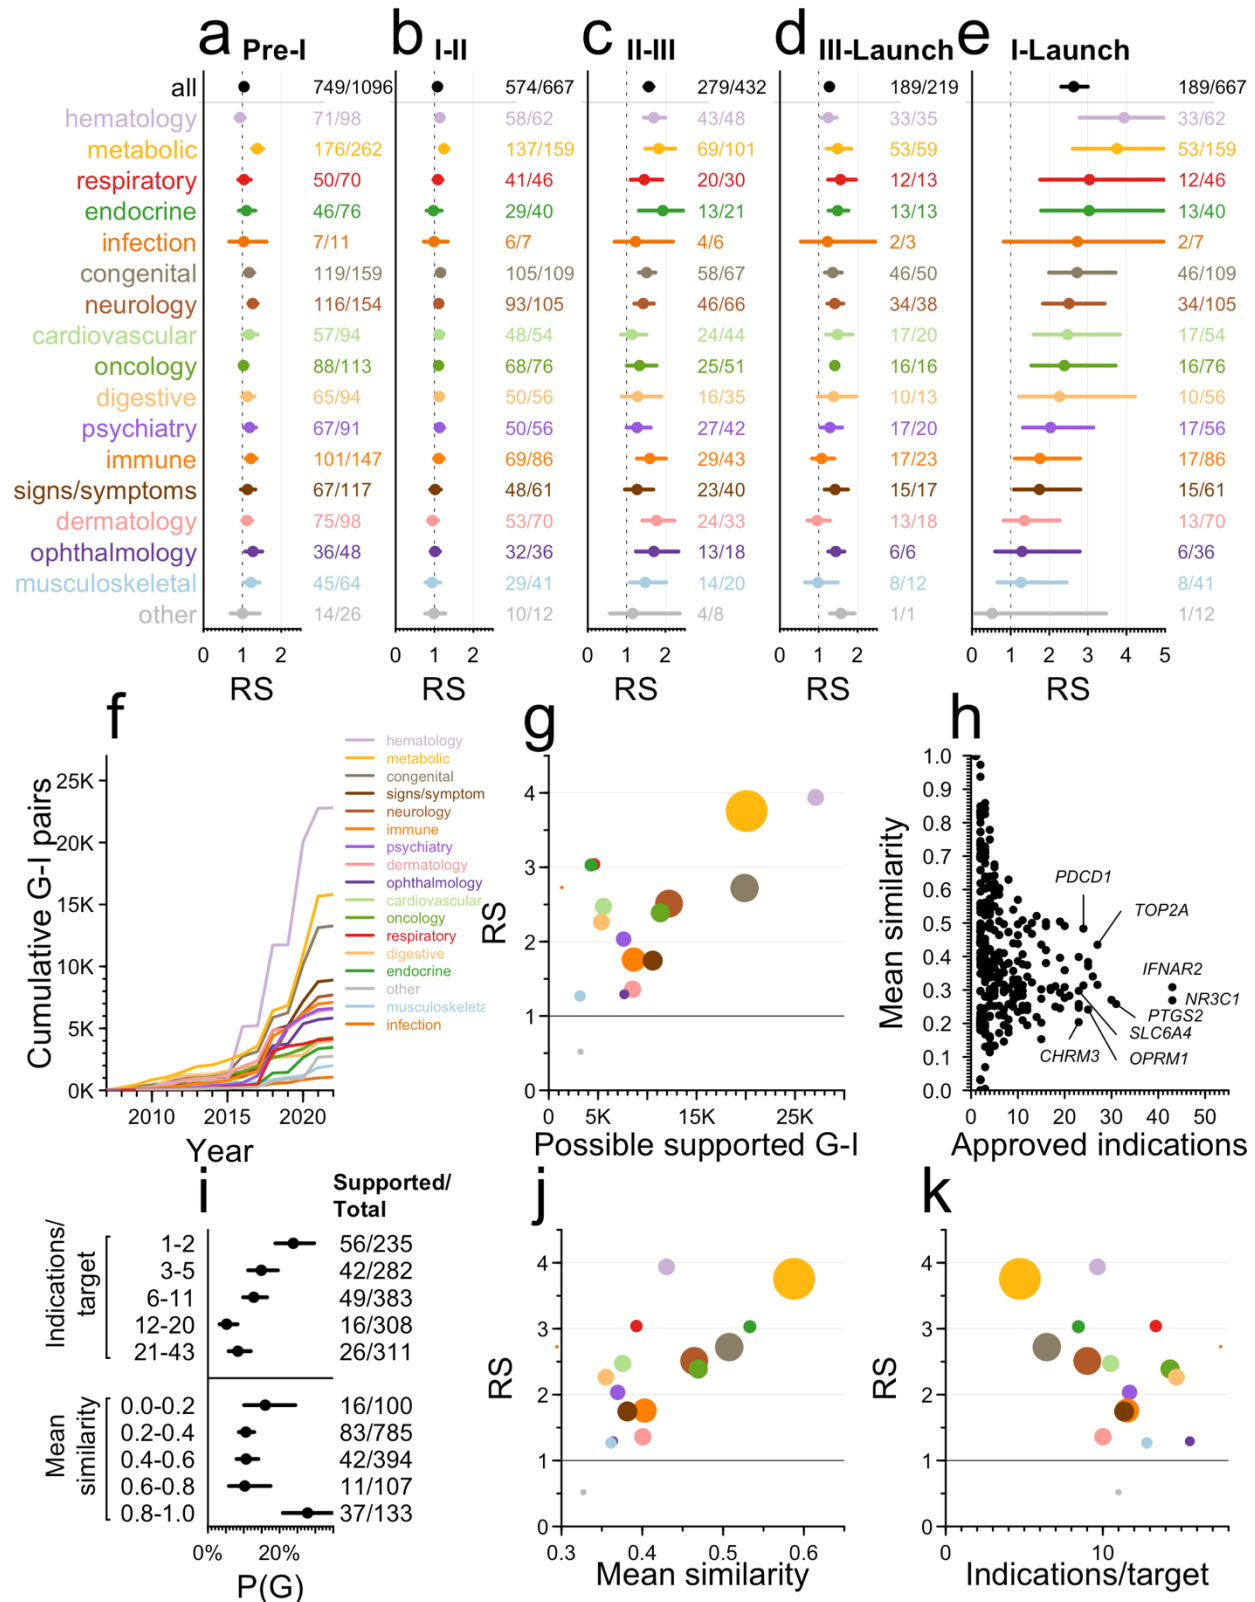 a Pre-I b I-II c II-III d III-Launch e I-Launch
all 749/1096 574/667 279/432 189/219 189/667
hematology 71/98 58/62 43/48 33/35 33/62
metabolic 176/262 137/159 69/101 53/59 53/159
respiratory 50/70 41/46 20/30 12/13 12/46
endocrine 46/76 29/40 13/21 13/13 13/40
infection 7/11 6/7 4/6 2/3 2/7
congenital 119/159 105/109 58/67 46/50 46/109
neurology 116/154 93/105 46/66 34/38 34/105
cardiovascular 57/94 48/54 24/44 17/20 17/54
oncology 88/113 68/76 25/51 16/16 16/76
digestive 65/94 50/56 16/35 10/13 10/56
psychiatry 67/91 50/56 27/42 17/20 17/56
immune 101/147 69/86 29/43 17/23 17/86
signs/symptoms 67/117 48/61 23/40 15/17 15/61
dermatology 75/98 53/70 24/33 13/18 13/70
ophthalmology 36/48 32/36 13/18 6/6 6/36
musculoskeletal 45/64 29/41 14/20 8/12 8/41
other 14/26 10/12 4/8 1/1 1/12
0 1 2 0 1 2 0 1 2 0 1 2 0 1 2 3 4 5
RS RS RS RS RS
f
Cumulative G-I pairs
25K
20K
15K
10K
5K
0K
2010 2015 2020
Year
hematology
metabolic
congenital
signs/symptom
neurology
immune
psychiatry
dermatology
ophthalmology
cardiovascular
oncology
respiratory
digestive
endocrine
other
musculoskeleta
infection
g
RS
4
3
2
1
0
0 5K 15K 25K
Possible supported G-I
h
Mean similarity
1.0
0.9
0.8
0.7
0.6
0.5
0.4
0.3
0.2
0.1
0.0
PDCD1
TOP2A
IFNAR2
NR3C1
PTGS2
SLC6A4
OPRM1
CHRM3
0 10 20 30 40 50
Approved indications
i
Supported/
Total
Indications/
target
1-2 56/235
3-5 42/282
6-11 49/383
12-20 16/308
21-43 26/311
Mean
similarity
0.0-0.2 16/100
0.2-0.4 83/785
0.4-0.6 42/394
0.6-0.8 11/107
0.8-1.0 37/133
0% 20%
P(G)
j
RS
4
3
2
1
0
0.3 0.4 0.5 0.6
Mean similarity
k
RS
4
3
2
1
0
0 10
Indications/target